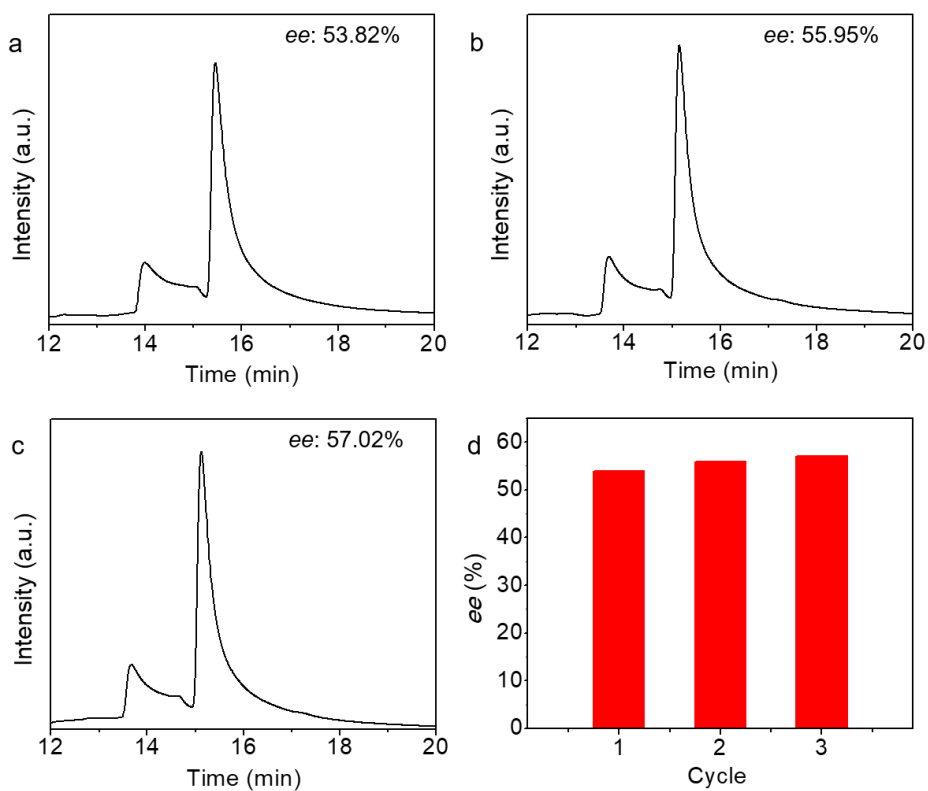 a
ee: 53.82%
Intensity (a.u.)
12 14 16 18 20
Time (min)
b
ee: 55.95%
Intensity (a.u.)
12 14 16 18 20
Time (min)
c
ee: 57.02%
Intensity (a.u.)
12 14 16 18 20
Time (min)
d
60
50
40
30
20
10
0
ee (%)
1 2 3
Cycle